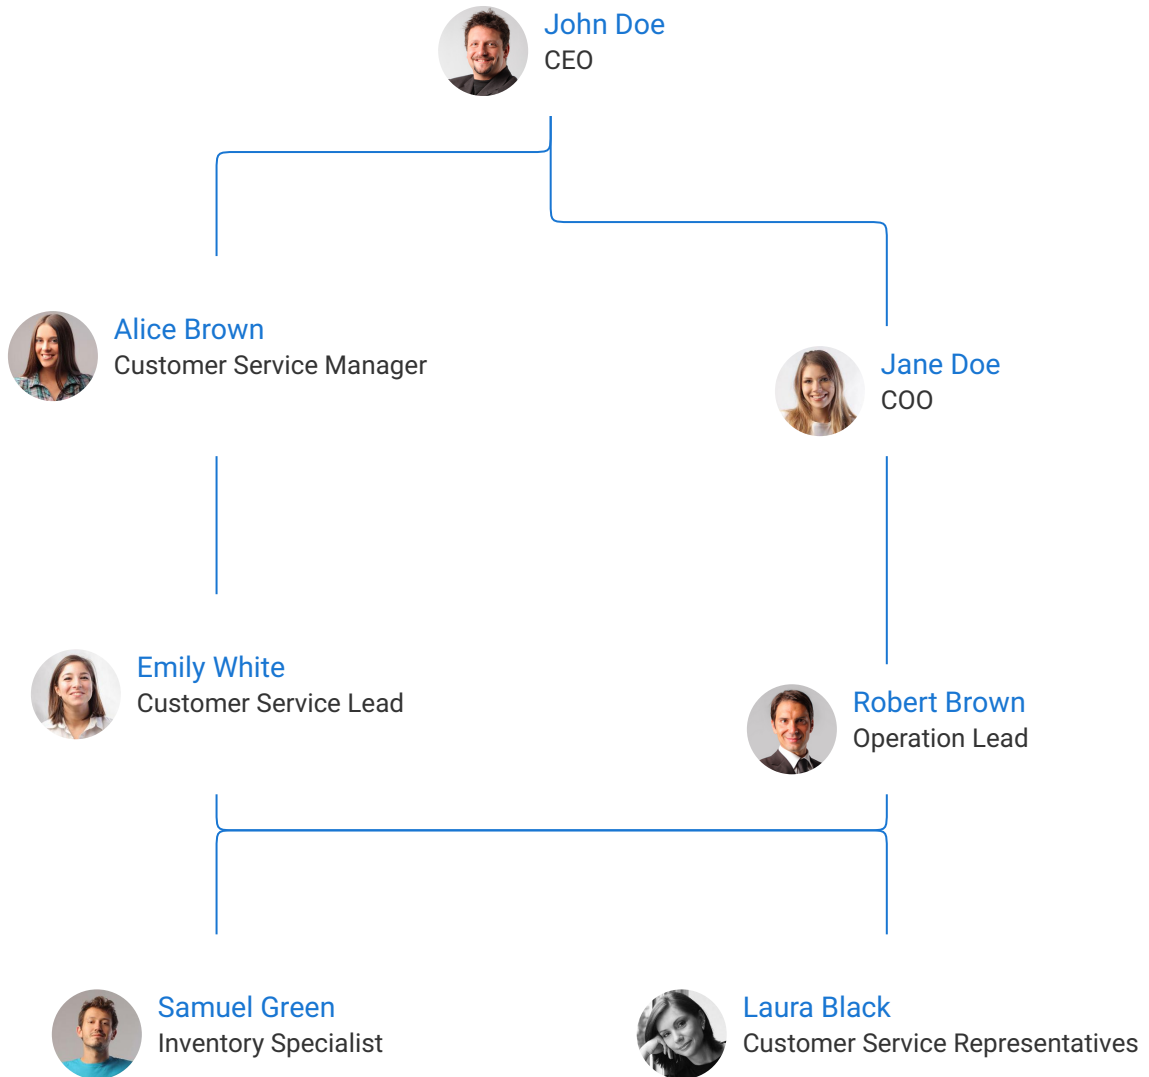 John Doe
CEO
Alice Brown
Customer Service Manager
Jane Doe
COO
Emily White
Customer Service Lead
Robert Brown
Operation Lead
Samuel Green
Inventory Specialist
Laura Black
Customer Service Representatives